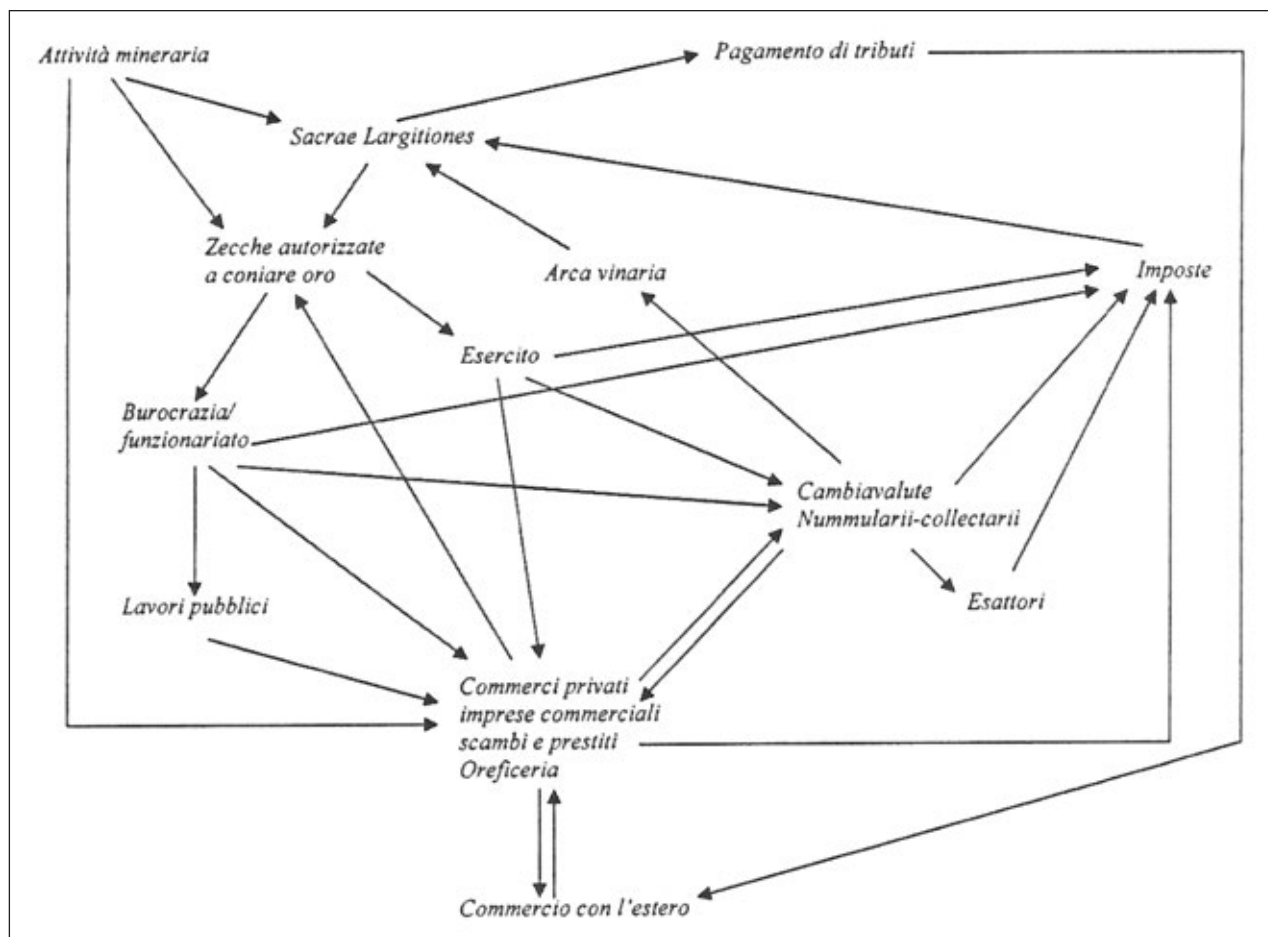 Attività mineraria
Pagamento di tributi
Sacrae Largitiones
Zecche autorizzate
a coniare oro
Arca vinaria
Imposte
Esercito
Burocrazia/
funzionariato
Cambiavalute
Nummularii-collectarii
Lavori pubblici
Esattori
Commerci privati
imprese commerciali
scambi e prestiti
Oreficeria
Commercio con l'estero